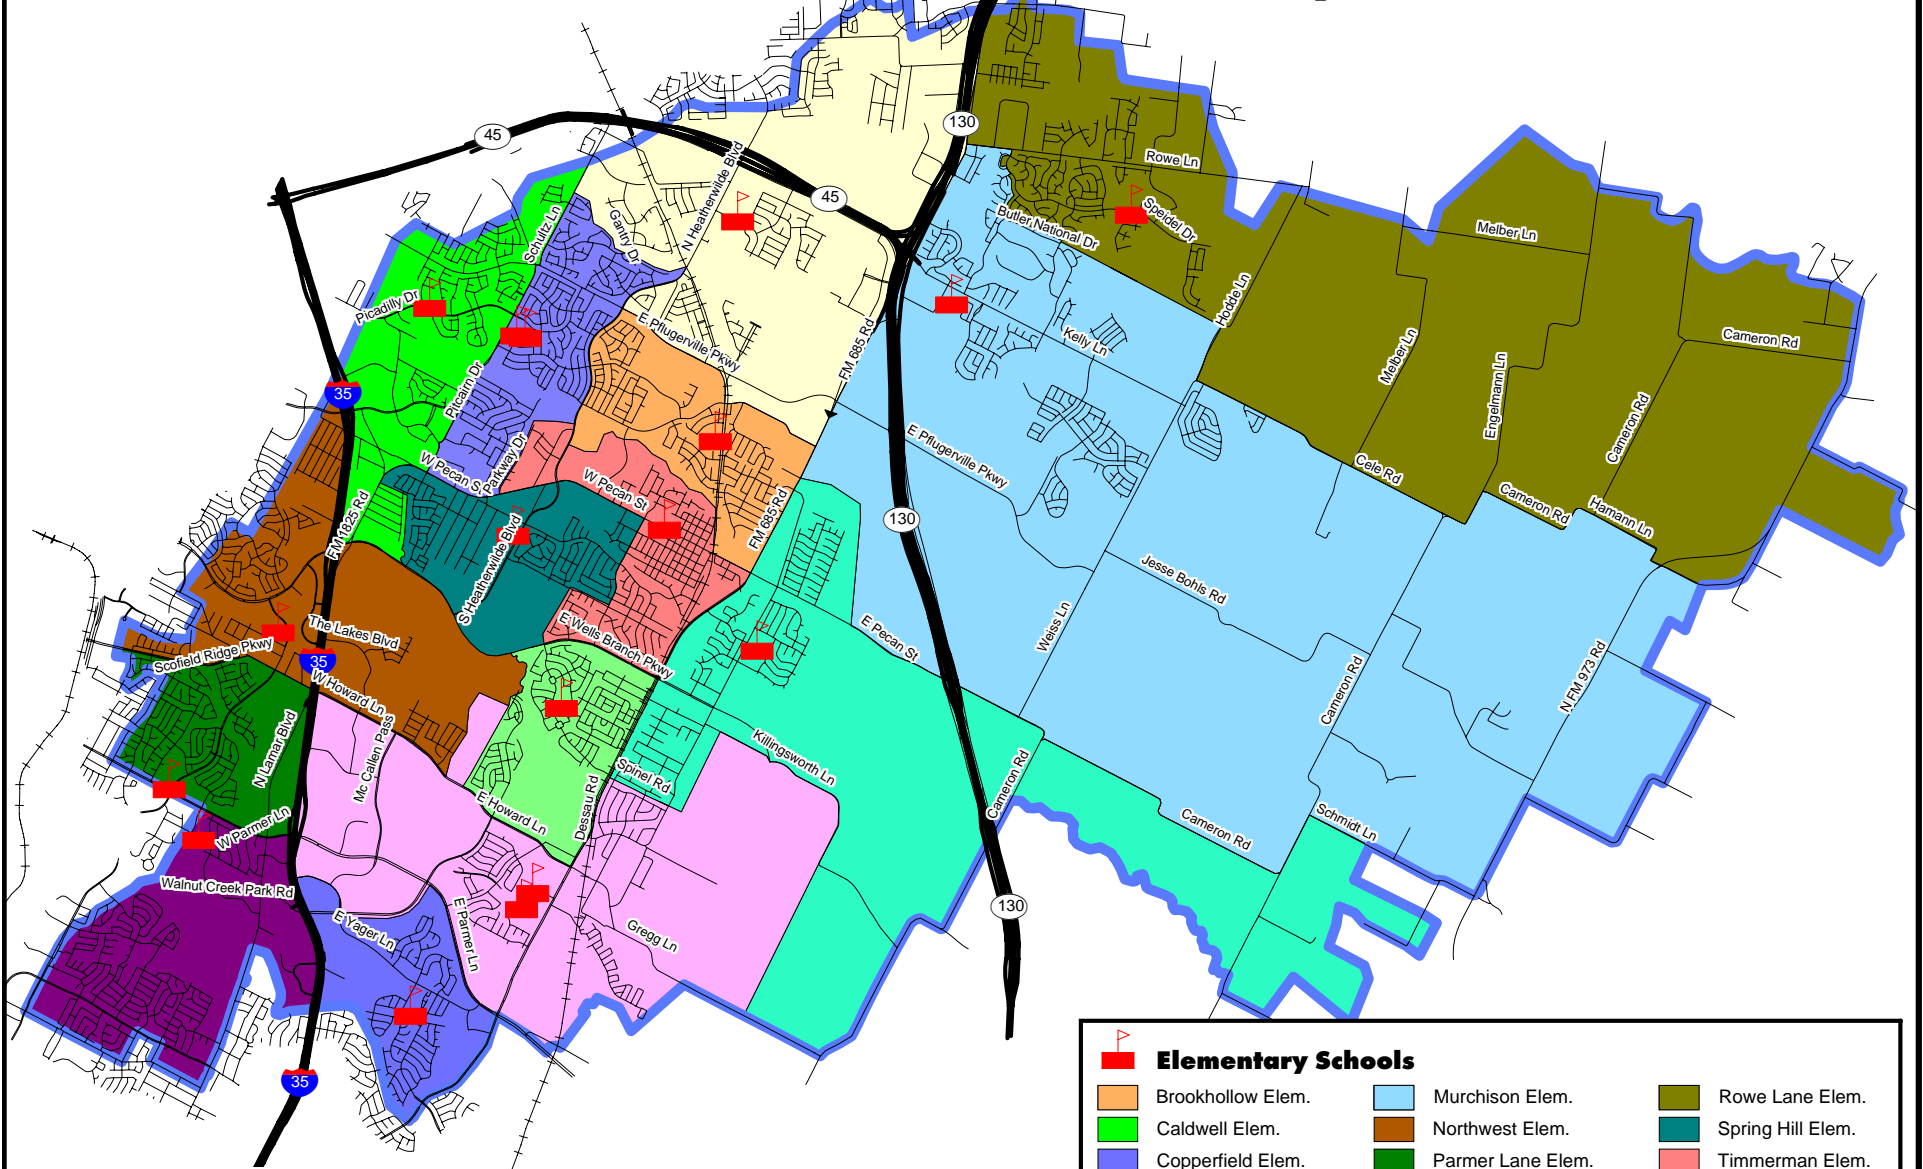 45
130
Rowe Ln
N Heatherwilde Blvd
45
Speidel Dr
Schultz Ln
Gantry Dr
Butler National Dr
Melber Ln
Picadilly Dr
Hodde Ln
E Pflugerville Pkwy
Kelly Ln
FM 685 Rd
Melber Ln
Cameron Rd
35
Pitcairn Dr
Engelmann Ln
Cameron Rd
E Pflugerville Pkwy
W Pecan St
Parkway Dr
W Pecan St
Cele Rd
FM 1825 Rd
FM 685 Rd
130
Cameron Rd
Hamann Ln
S Heatherwilde Blvd
Jesse Bohls Rd
The Lakes Blvd
E Wells Branch Pkwy
E Pecan St
Weiss Ln
Scofield Ridge Pkwy
35
W Howard Ln
Cameron Rd
N FM 973 Rd
N Lamar Blvd
Mc Callen Pass
Killingsworth Ln
Spinel Rd
Cameron Rd
E Howard Ln
Dessau Rd
W Parmer Ln
Cameron Rd
Schmidt Ln
Walnut Creek Park Rd
E Yager Ln
E Parmer Ln
Gregg Ln
130
35
Elementary Schools
Brookhollow Elem.
Murchison Elem.
Rowe Lane Elem.
Caldwell Elem.
Northwest Elem.
Spring Hill Elem.
Copperfield Elem.
Parmer Lane Elem.
Timmerman Elem.